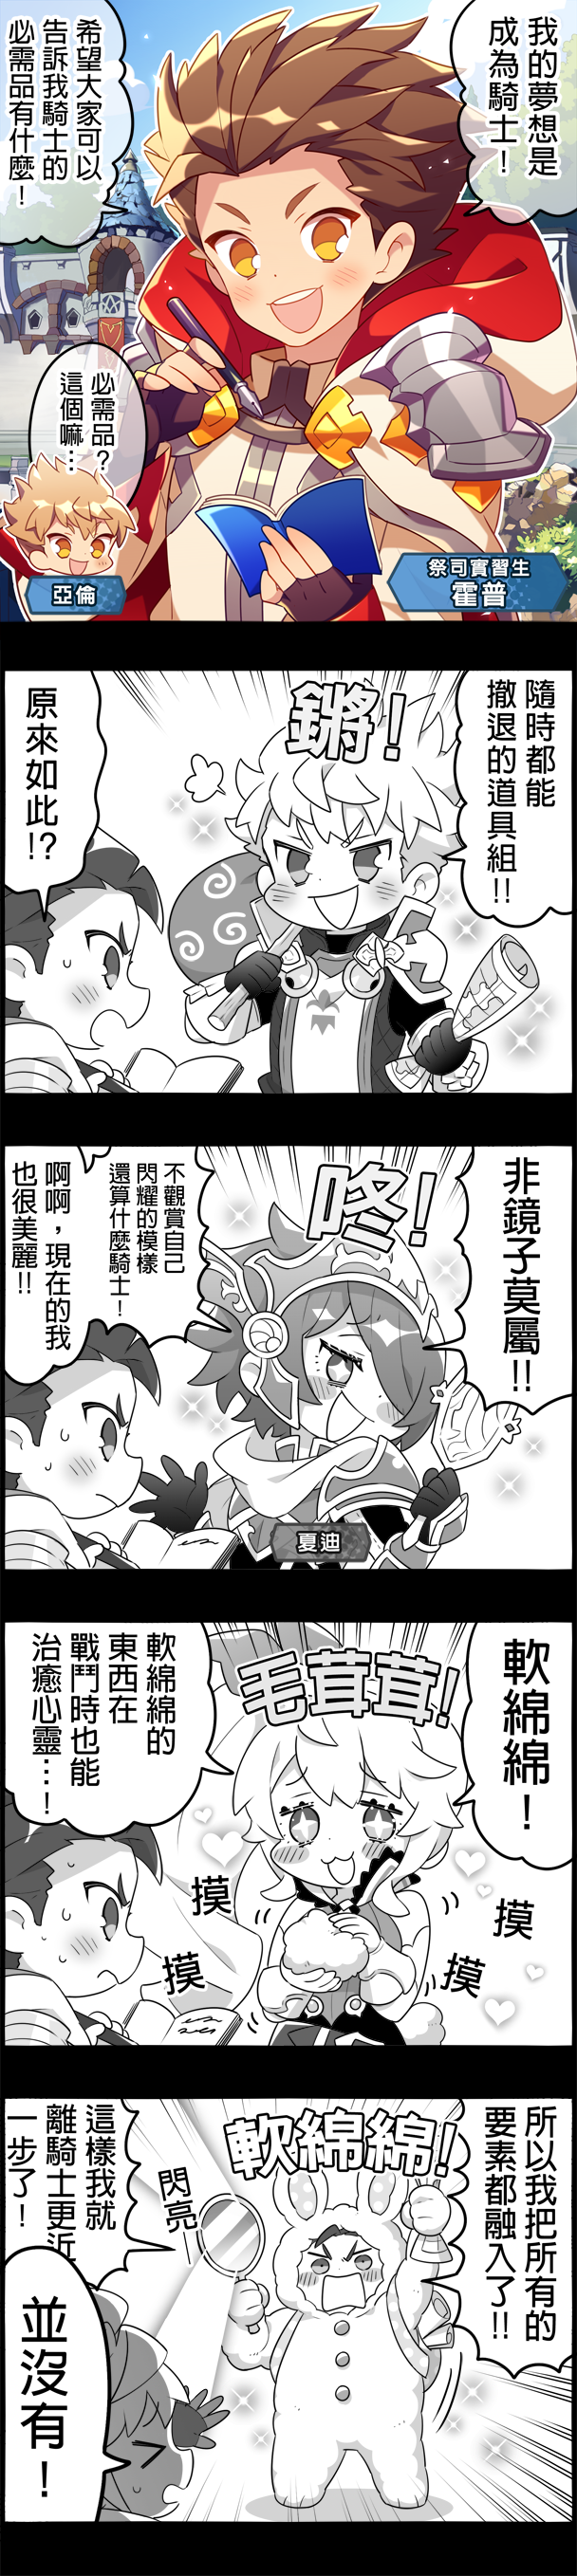 我的夢想是
成為騎士！
希望大家可以
告訴我騎士的
必需品有什麼！
必需品？
這個嘛…
亞倫
祭司實習生
霍普
隨時都能
撤退的道具組!!
鏘！
原來如此!?
非鏡子莫屬!!
咚！
不觀賞自己
閃耀的模樣
還算什麼騎士！
啊啊，現在的我
也很美麗!!
夏迪
軟綿綿！
毛茸茸！
軟綿綿的
東西在
戰鬥時也能
治癒心靈…！
摸
摸
摸
摸
所以我把所有的
要素都融入了!!
軟綿綿！
閃亮—
這樣我就
離騎士更近
一步了！
並沒有！